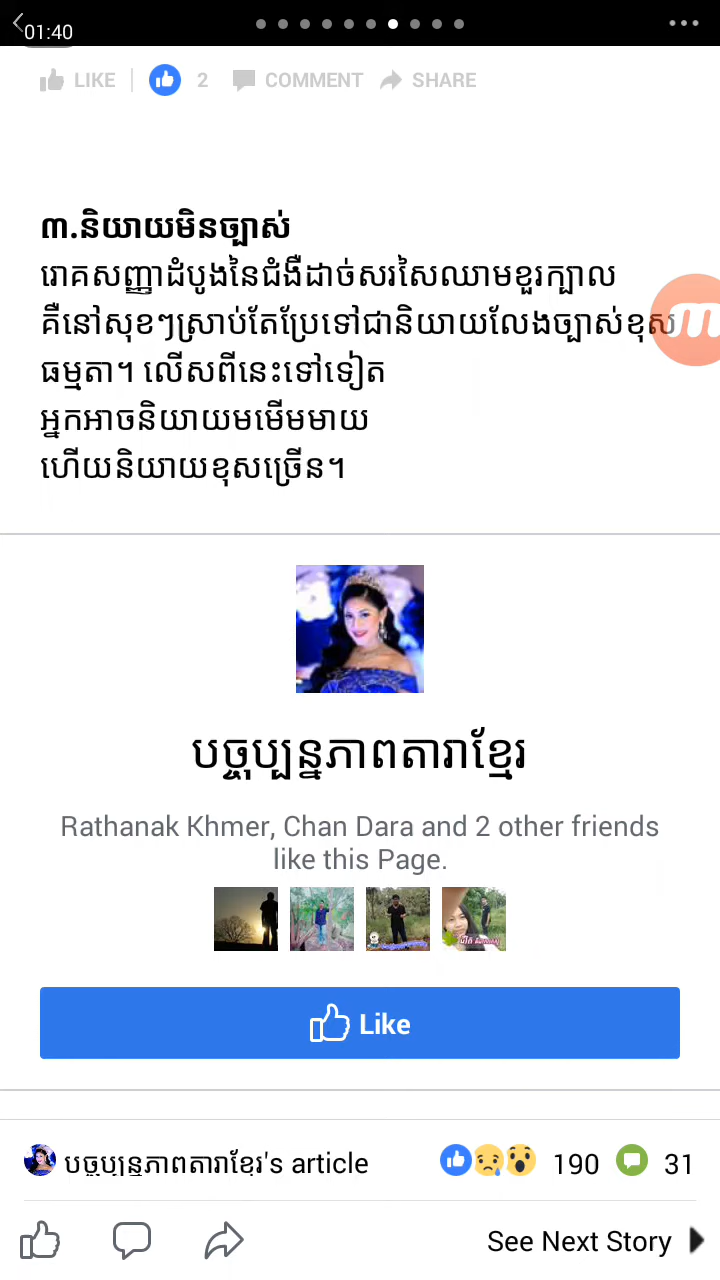 01:40
LIKE 2 COMMENT SHARE
៣.និយាយមិនច្បាស់
រោគសញ្ញាដំបូងនៃជំងឺដាច់សរសៃឈាមខួរក្បាល
គឺនៅសុខៗស្រាប់តែប្រែទៅជានិយាយលែងច្បាស់ខុស
ធម្មតា។ លើសពីនេះទៅទៀត
អ្នកអាចនិយាយមមើមមាយ
ហើយនិយាយខុសច្រើន។
បច្ចុប្បន្នភាពតារាខ្មែរ
Rathanak Khmer, Chan Dara and 2 other friends
like this Page.
Like
បច្ចុប្បន្នភាពតារាខ្មែរ's article 190 31
See Next Story